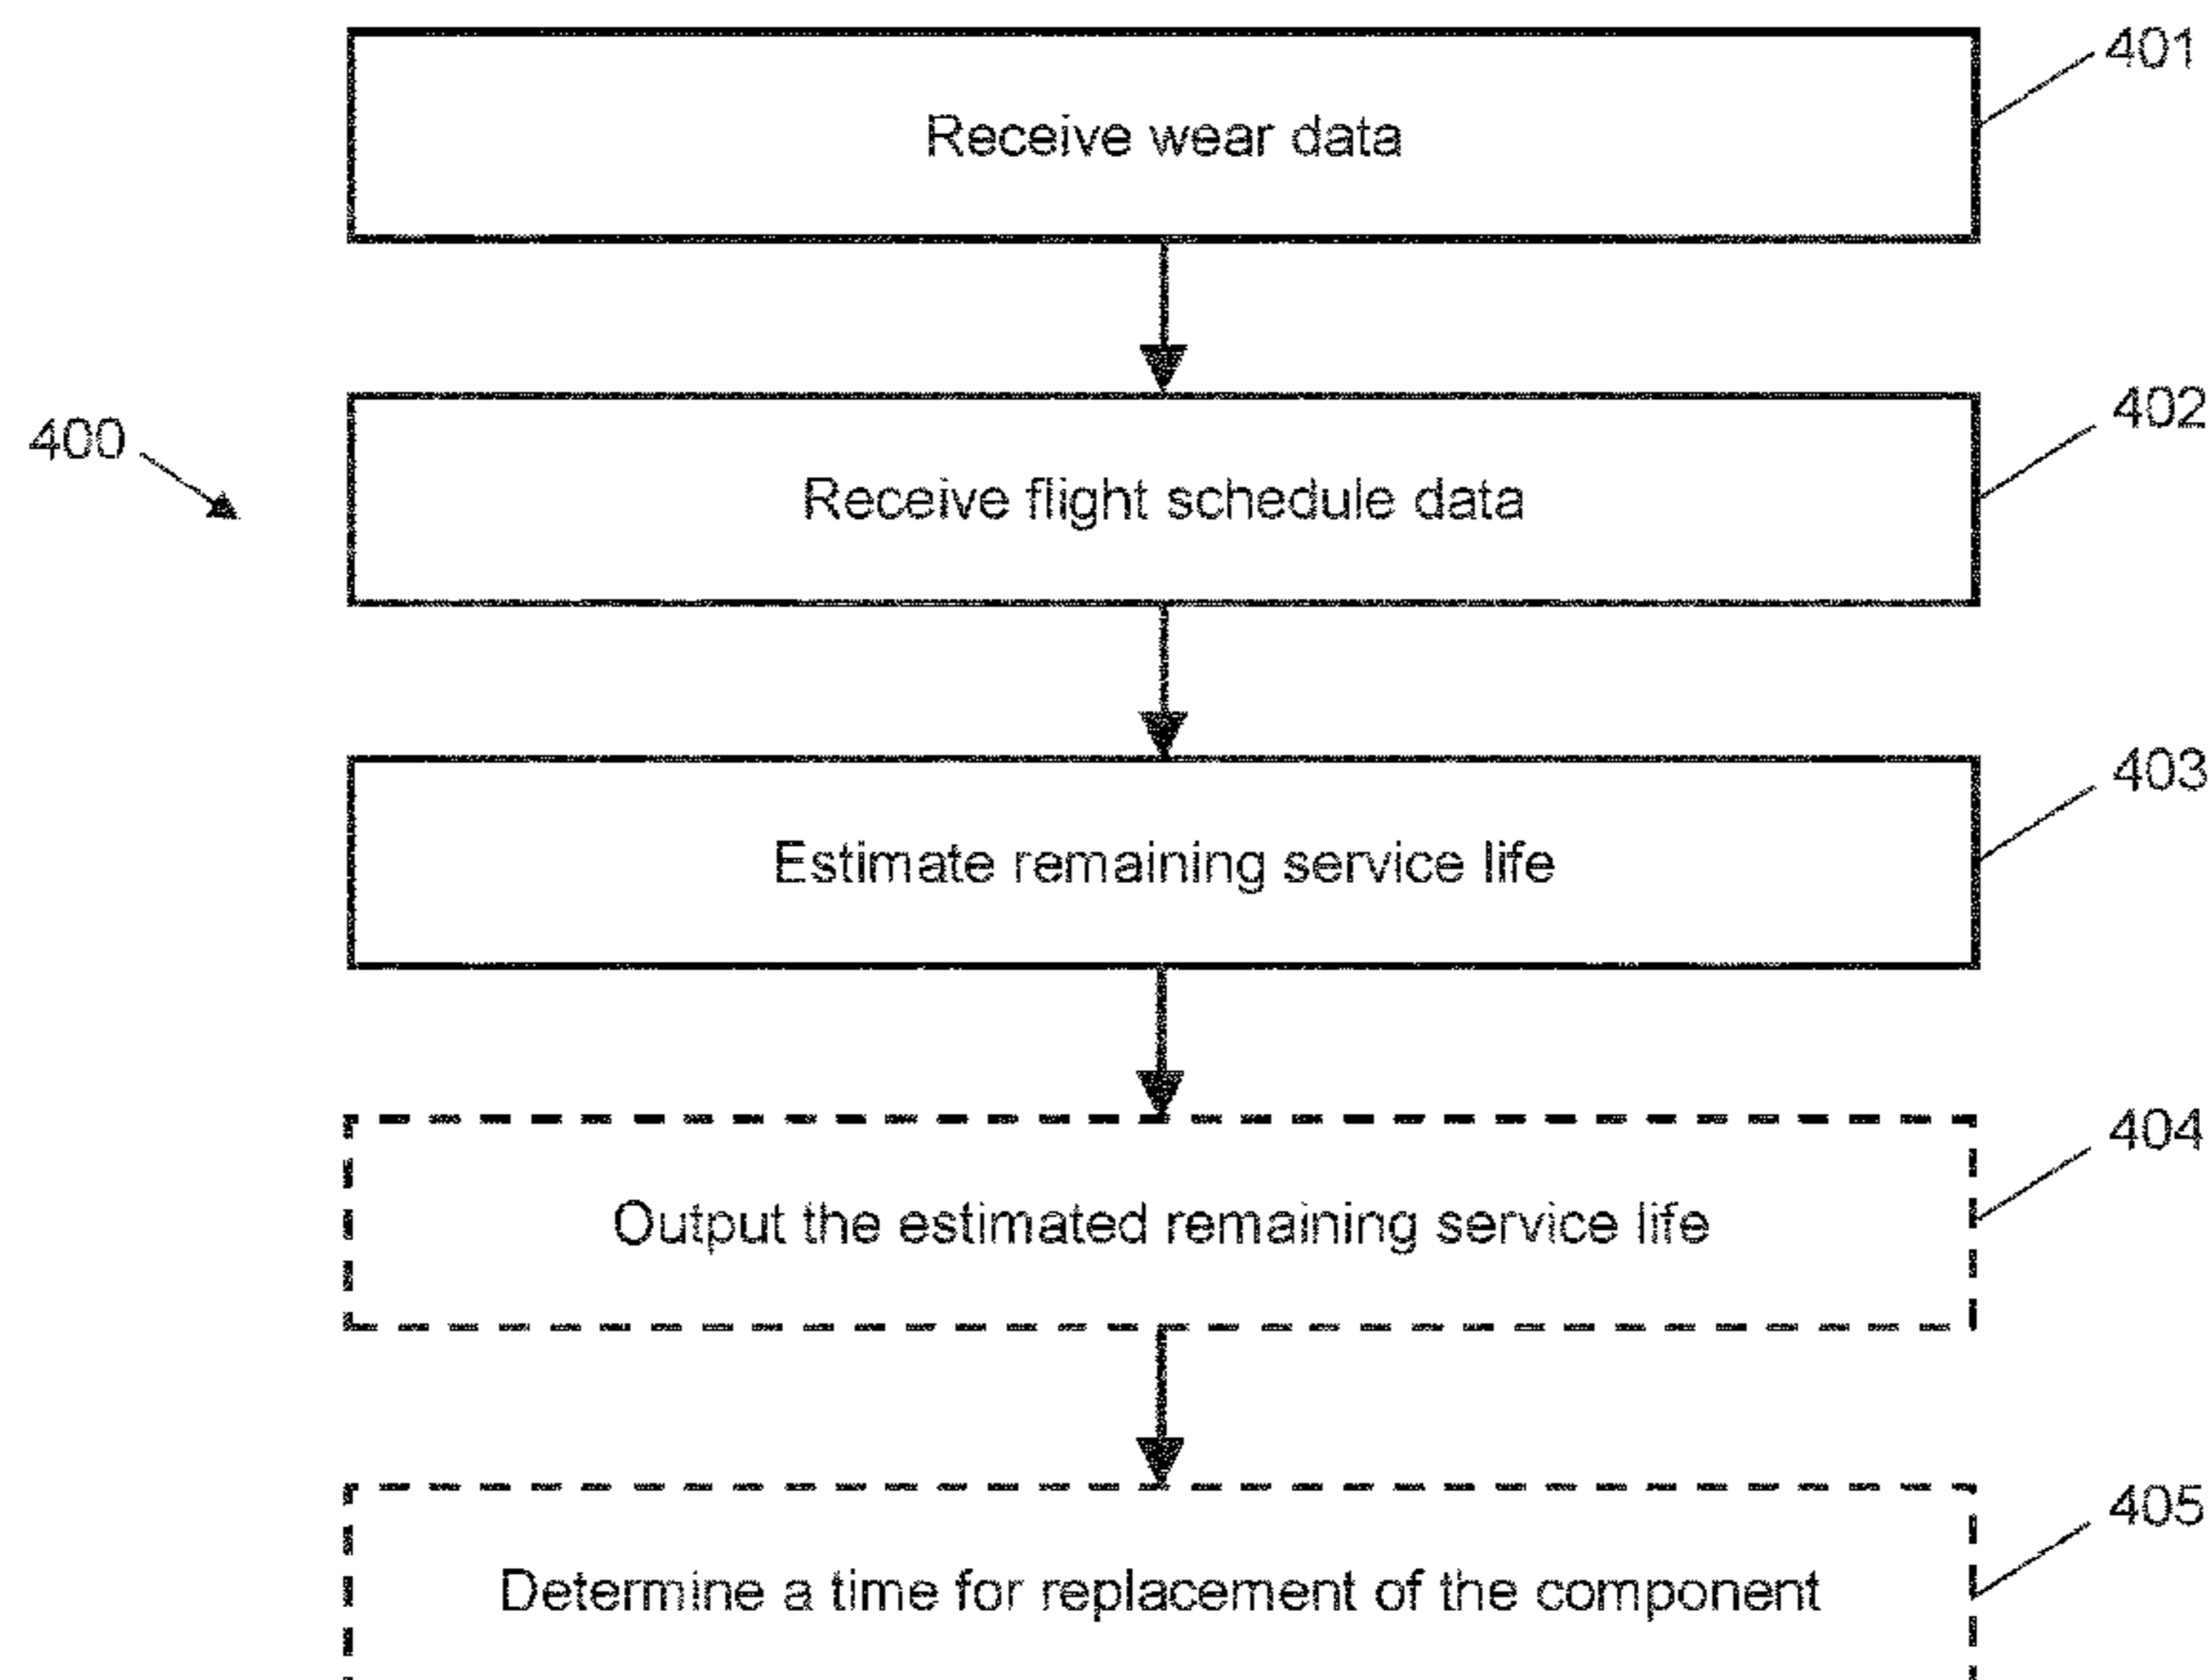 401
Receive wear data
402
400
Receive flight schedule data
403
Estimate remaining service life
404
Output the estimated remaining service life
405
Determine a time for replacement of the component